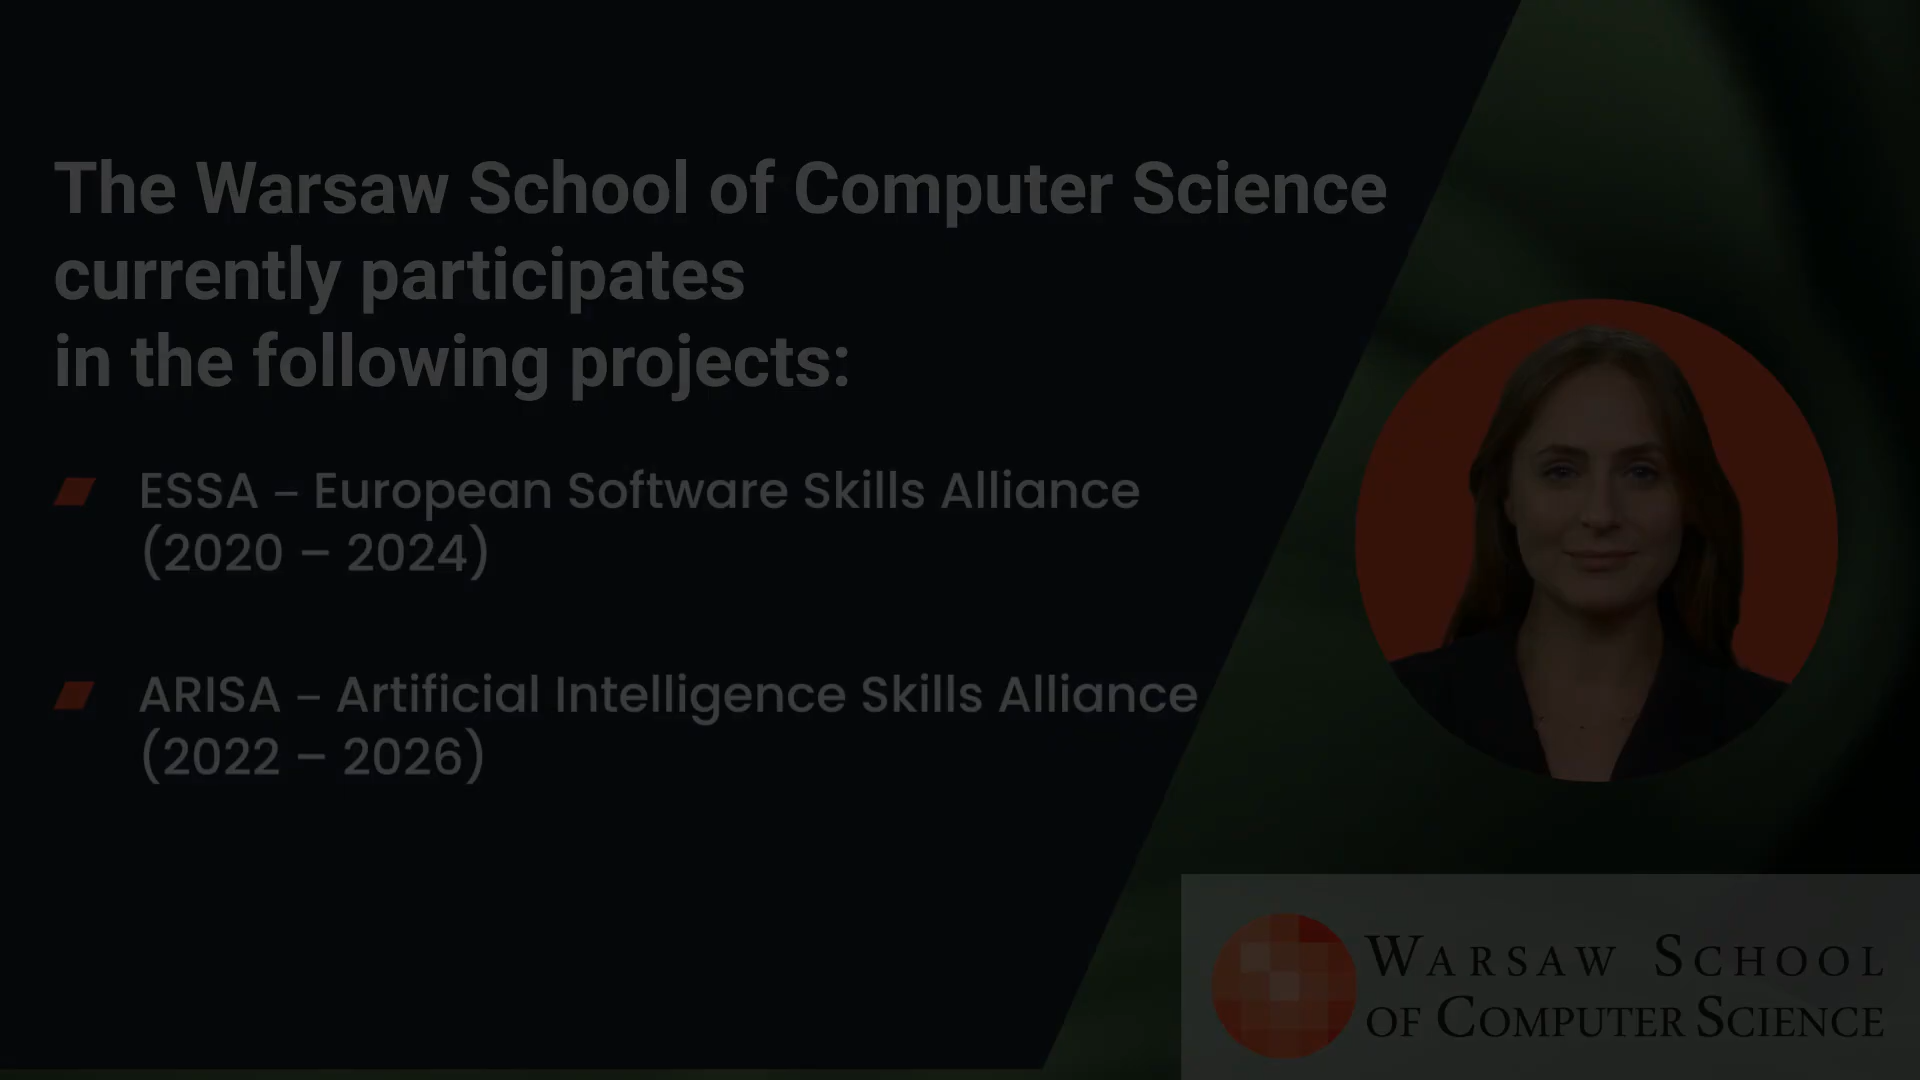 The Warsaw School of Computer Science
currently participates
in the following projects:
ESSA – European Software Skills Alliance
(2020 – 2024)
ARISA – Artificial Intelligence Skills Alliance
(2022 – 2026)
WARSAW SCHOOL
OF COMPUTER SCIENCE